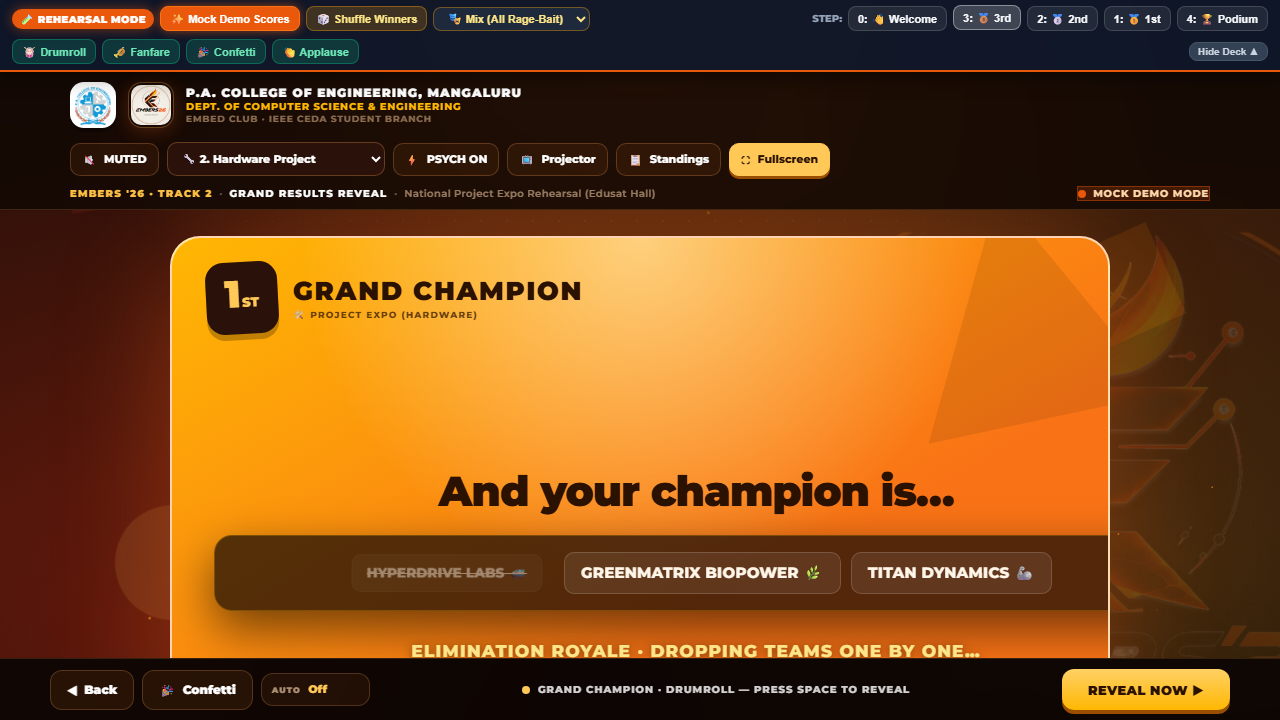 🧪 REHEARSAL MODE
✨ Mock Demo Scores
🎲 Shuffle Winners
🎭 Mix (All Rage-Bait)
STEP:
0: 👋 Welcome
3: 🥉 3rd
2: 🥈 2nd
1: 🥇 1st
4: 🏆 Podium
🥁 Drumroll
🎺 Fanfare
🎉 Confetti
👏 Applause
Hide Deck ▲
P.A. COLLEGE OF ENGINEERING, MANGALURU
DEPT. OF COMPUTER SCIENCE & ENGINEERING
EMBED CLUB · IEEE CEDA STUDENT BRANCH
🔇 MUTED
🔧 2. Hardware Project
⚡ PSYCH ON
📺 Projector
📋 Standings
⛶ Fullscreen
EMBERS '26 • TRACK 2 · GRAND RESULTS REVEAL · National Project Expo Rehearsal (Edusat Hall)
MOCK DEMO MODE
1ST
GRAND CHAMPION
🛠️ PROJECT EXPO (HARDWARE)
And your champion is...
HYPERDRIVE LABS 🚗
GREENMATRIX BIOPOWER 🌿
TITAN DYNAMICS 🦾
ELIMINATION ROYALE · DROPPING TEAMS ONE BY ONE...
◀ Back
🎉 Confetti
AUTO Off
GRAND CHAMPION · DRUMROLL — PRESS SPACE TO REVEAL
REVEAL NOW ▶